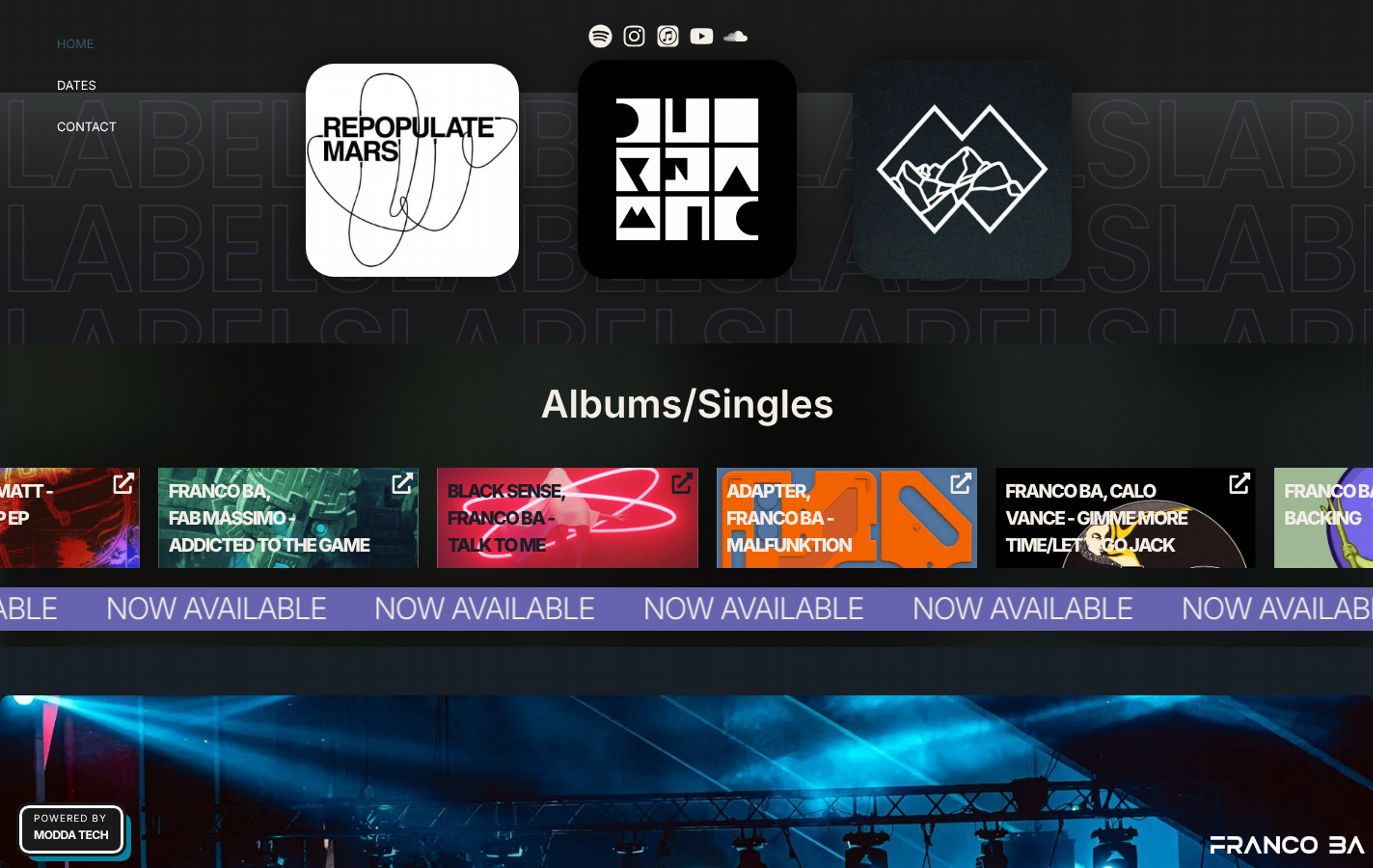 HOME
DATES
CONTACT
REPOPULATE
MARS
LABELSLABELSLABELS
Albums/Singles
MATT -
P EP
FRANCO BA,
FAB MASSIMO -
ADDICTED TO THE GAME
BLACK SENSE,
FRANCO BA -
TALK TO ME
ADAPTER,
FRANCO BA -
MALFUNKTION
FRANCO BA, CALO
VANCE - GIMME MORE
TIME/LET'S GO JACK
FRANCO BA
BACKING
ABLE NOW AVAILABLE NOW AVAILABLE NOW AVAILABLE NOW AVAILABLE NOW AVAILAB
POWERED BY
MODDA TECH
FRANCO BA